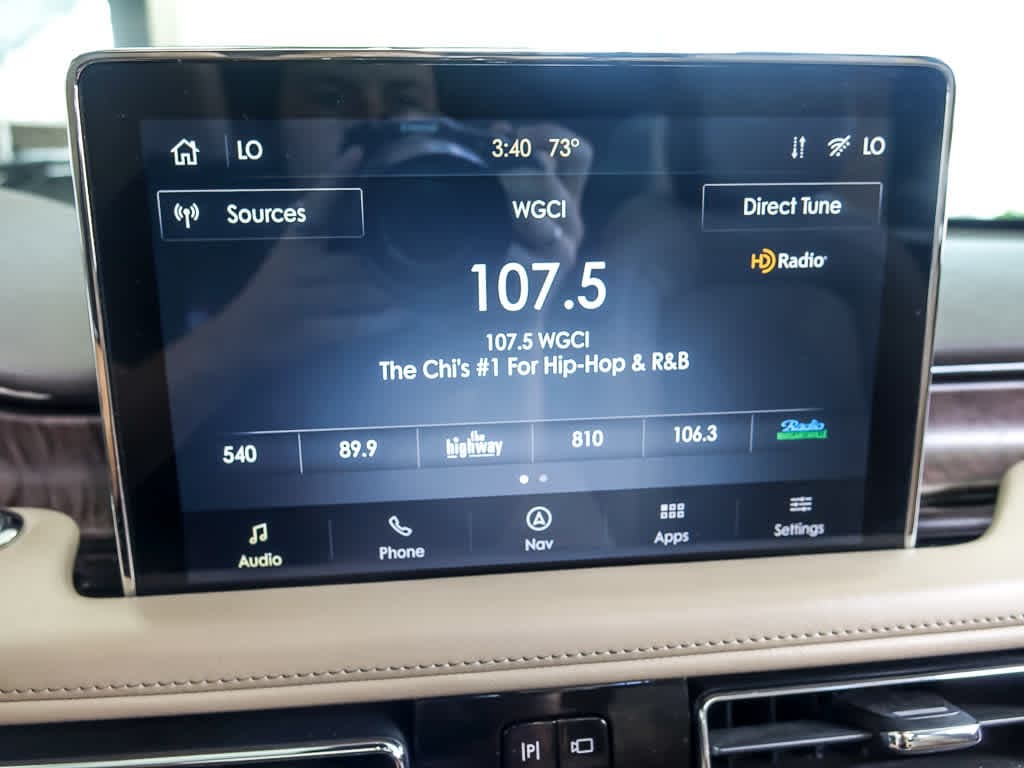 LO 3:40 73° LO
Sources WGCI Direct Tune
HD Radio
107.5
107.5 WGCI
The Chi's #1 For Hip-Hop & R&B
540 89.9 the highway 810 106.3 Radio MARGARITAVILLE
Audio Phone Nav Apps Settings
P